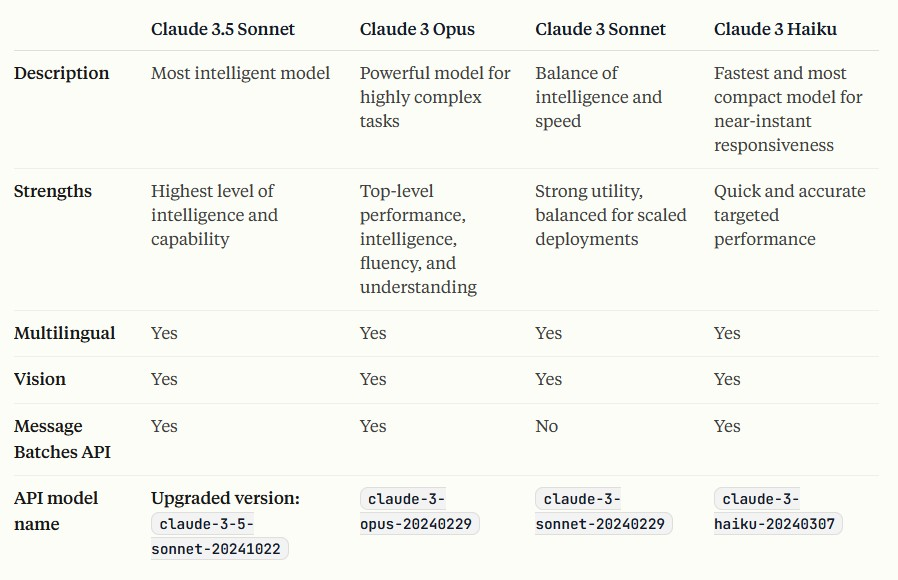 Claude 3.5 Sonnet Claude 3 Opus Claude 3 Sonnet Claude 3 Haiku
Description Most intelligent model Powerful model for Balance of Fastest and most
highly complex intelligence and compact model for
tasks speed near-instant
responsiveness
Strengths Highest level of Top-level Strong utility, Quick and accurate
intelligence and performance, balanced for scaled targeted
capability intelligence, deployments performance
fluency, and
understanding
Multilingual Yes Yes Yes Yes
Vision Yes Yes Yes Yes
Message Yes Yes No Yes
Batches API
API model Upgraded version: claude-3- claude-3- claude-3-
name claude-3-5- opus-20240229 sonnet-20240229 haiku-20240307
sonnet-20241022